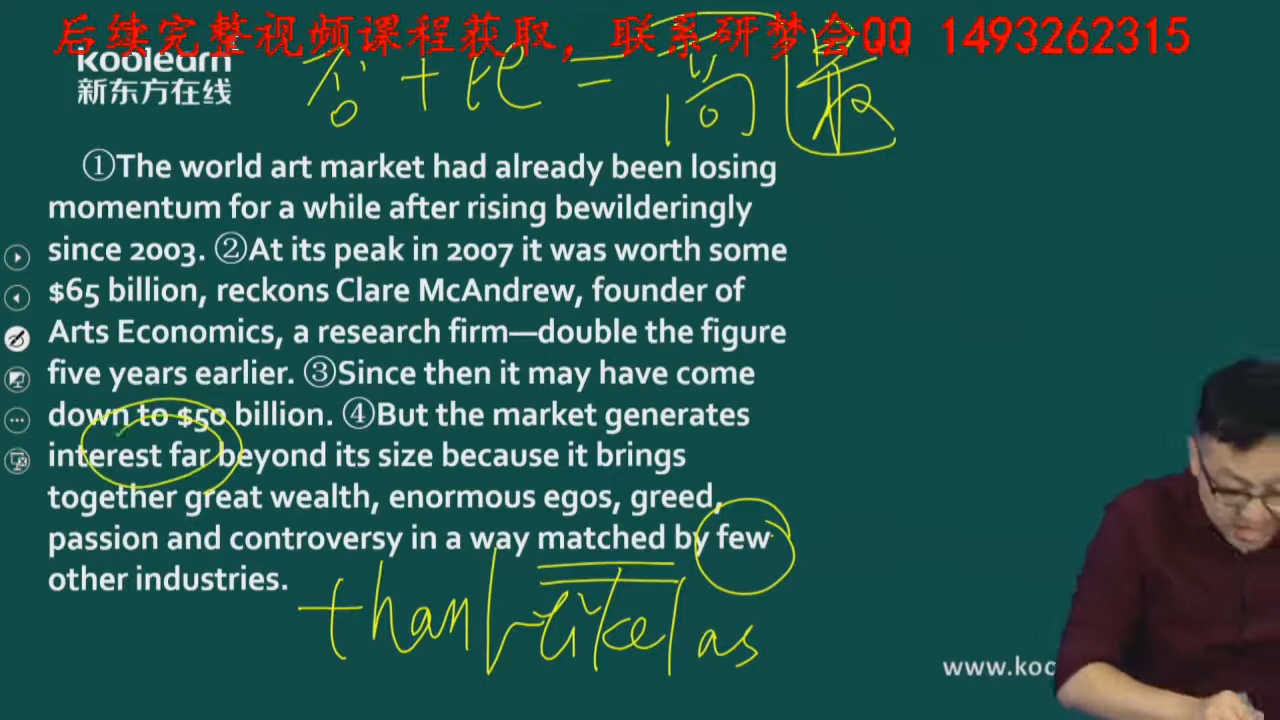 后续完整视频课程获取，联系研梦会QQ 1493262315
koolearn
新东方在线
否+比=高 最
①The world art market had already been losing
momentum for a while after rising bewilderingly
since 2003. ②At its peak in 2007 it was worth some
$65 billion, reckons Clare McAndrew, founder of
Arts Economics, a research firm—double the figure
five years earlier. ③Since then it may have come
down to $50 billion. ④But the market generates
interest far beyond its size because it brings
together great wealth, enormous egos, greed,
passion and controversy in a way matched by few
other industries.
than like as
www.koo